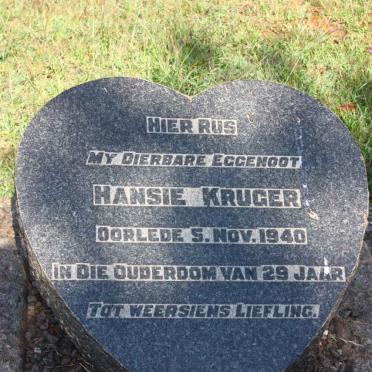 HIER RUS
MY DIERBARE EGGENOOT
HANSIE KRUGER
OORLEDE 5. NOV. 1940
IN DIE OUDERDOM VAN 29 JAAR
TOT WEERSIENS LIEFLING.